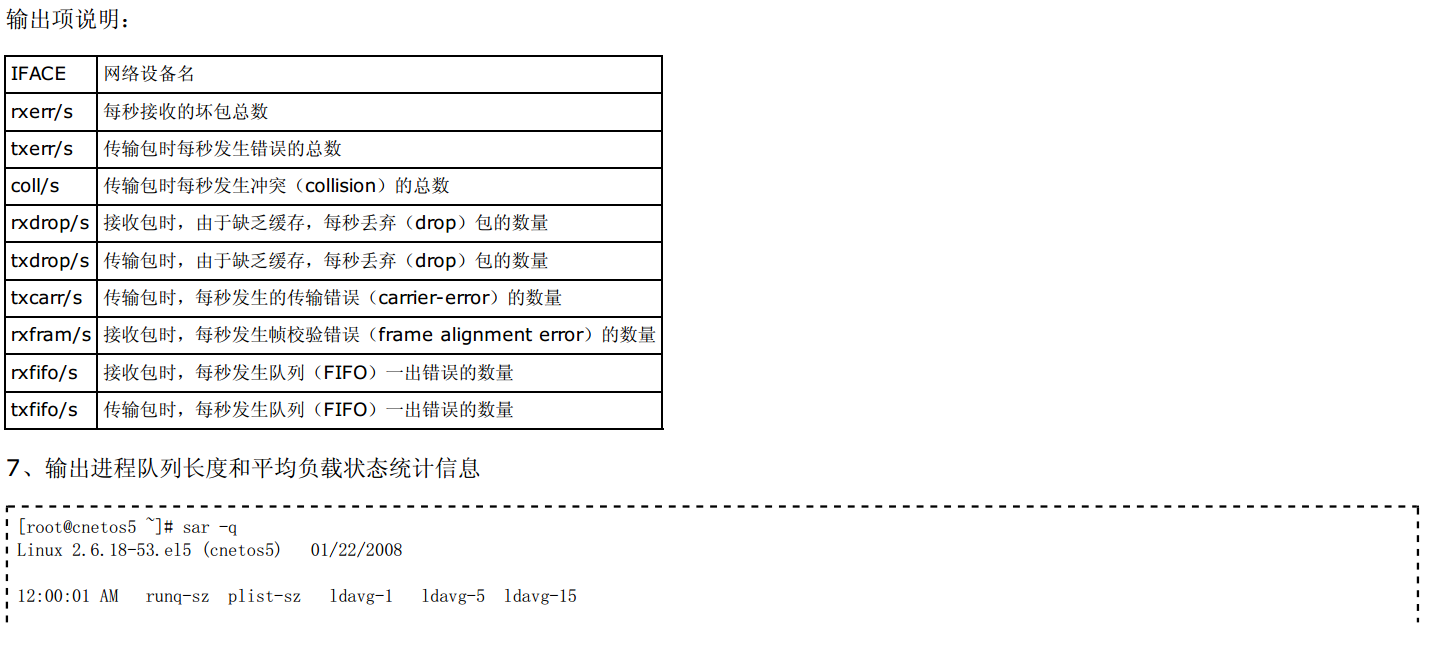 输出项说明：
IFACE 网络设备名
rxerr/s 每秒接收的坏包总数
txerr/s 传输包时每秒发生错误的总数
coll/s 传输包时每秒发生冲突（collision）的总数
rxdrop/s 接收包时，由于缺乏缓存，每秒丢弃（drop）包的数量
txdrop/s 传输包时，由于缺乏缓存，每秒丢弃（drop）包的数量
txcarr/s 传输包时，每秒发生的传输错误（carrier-error）的数量
rxfram/s 接收包时，每秒发生帧校验错误（frame alignment error）的数量
rxfifo/s 接收包时，每秒发生队列（FIFO）一出错误的数量
txfifo/s 传输包时，每秒发生队列（FIFO）一出错误的数量
7、输出进程队列长度和平均负载状态统计信息
[root@cnetos5 ~]# sar -q
Linux 2.6.18-53.el5 (cnetos5) 01/22/2008
12:00:01 AM runq-sz plist-sz ldavg-1 ldavg-5 ldavg-15